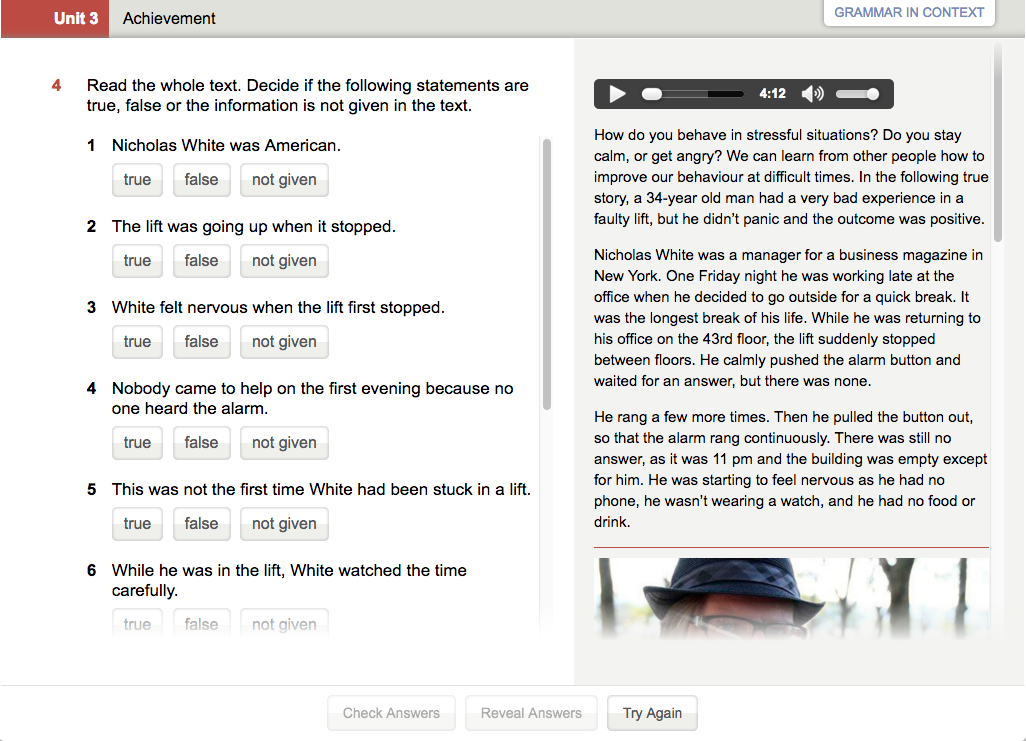 Unit 3 Achievement
GRAMMAR IN CONTEXT
4 Read the whole text. Decide if the following statements are
true, false or the information is not given in the text.
1 Nicholas White was American.
true false not given
2 The lift was going up when it stopped.
true false not given
3 White felt nervous when the lift first stopped.
true false not given
4 Nobody came to help on the first evening because no
one heard the alarm.
true false not given
5 This was not the first time White had been stuck in a lift.
true false not given
6 While he was in the lift, White watched the time
carefully.
true false not given
4:12
How do you behave in stressful situations? Do you stay
calm, or get angry? We can learn from other people how to
improve our behaviour at difficult times. In the following true
story, a 34-year old man had a very bad experience in a
faulty lift, but he didn’t panic and the outcome was positive.
Nicholas White was a manager for a business magazine in
New York. One Friday night he was working late at the
office when he decided to go outside for a quick break. It
was the longest break of his life. While he was returning to
his office on the 43rd floor, the lift suddenly stopped
between floors. He calmly pushed the alarm button and
waited for an answer, but there was none.
He rang a few more times. Then he pulled the button out,
so that the alarm rang continuously. There was still no
answer, as it was 11 pm and the building was empty except
for him. He was starting to feel nervous as he had no
phone, he wasn’t wearing a watch, and he had no food or
drink.
Check Answers Reveal Answers Try Again